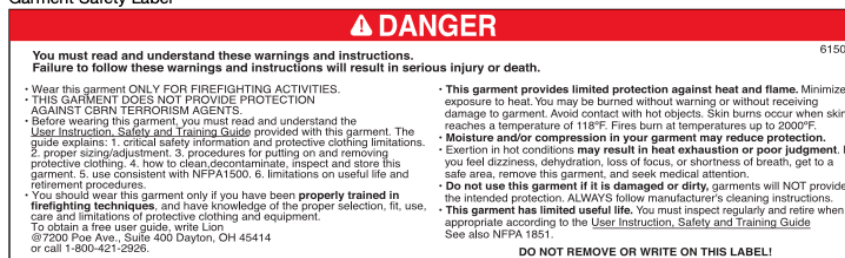 Garment Safety Label
DANGER
6150
You must read and understand these warnings and instructions.
Failure to follow these warnings and instructions will result in serious injury or death.
• Wear this garment ONLY FOR FIREFIGHTING ACTIVITIES.
• THIS GARMENT DOES NOT PROVIDE PROTECTION
AGAINST CBRN TERRORISM AGENTS.
• Before wearing this garment, you must read and understand the
User Instruction, Safety and Training Guide provided with this garment. The
guide explains: 1. critical safety information and protective clothing limitations.
2. proper sizing/adjustment. 3. procedures for putting on and removing
protective clothing. 4. how to clean,decontaminate, inspect and store this
garment. 5. use consistent with NFPA1500. 6. limitations on useful life and
retirement procedures.
• You should wear this garment only if you have been properly trained in
firefighting techniques, and have knowledge of the proper selection, fit, use,
care and limitations of protective clothing and equipment.
To obtain a free user guide, write Lion
@7200 Poe Ave., Suite 400 Dayton, OH 45414
or call 1-800-421-2926.
• This garment provides limited protection against heat and flame. Minimize
exposure to heat. You may be burned without warning or without receiving
damage to garment. Avoid contact with hot objects. Skin burns occur when skin
reaches a temperature of 118°F. Fires burn at temperatures up to 2000°F.
• Moisture and/or compression in your garment may reduce protection.
• Exertion in hot conditions may result in heat exhaustion or poor judgment.
you feel dizziness, dehydration, loss of focus, or shortness of breath, get to a
safe area, remove this garment, and seek medical attention.
• Do not use this garment if it is damaged or dirty, garments will NOT provide
the intended protection. ALWAYS follow manufacturer's cleaning instructions.
• This garment has limited useful life. You must inspect regularly and retire when
appropriate according to the User Instruction, Safety and Training Guide
See also NFPA 1851.
DO NOT REMOVE OR WRITE ON THIS LABEL!